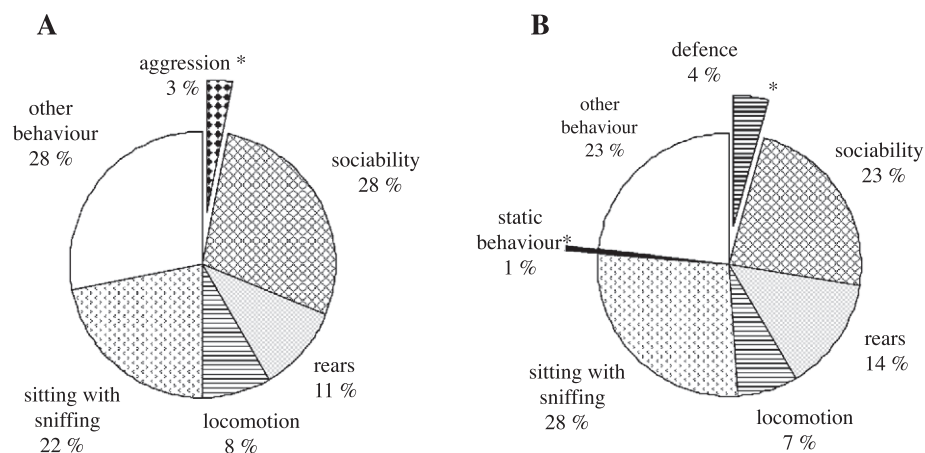 A
aggression *
3 %
other
behaviour
28 %
sociability
28 %
rears
11 %
locomotion
8 %
sitting with
sniffing
22 %
B
defence
4 %
*
other
behaviour
23 %
sociability
23 %
static
behaviour*
1 %
rears
14 %
sitting with
sniffing
28 %
locomotion
7 %